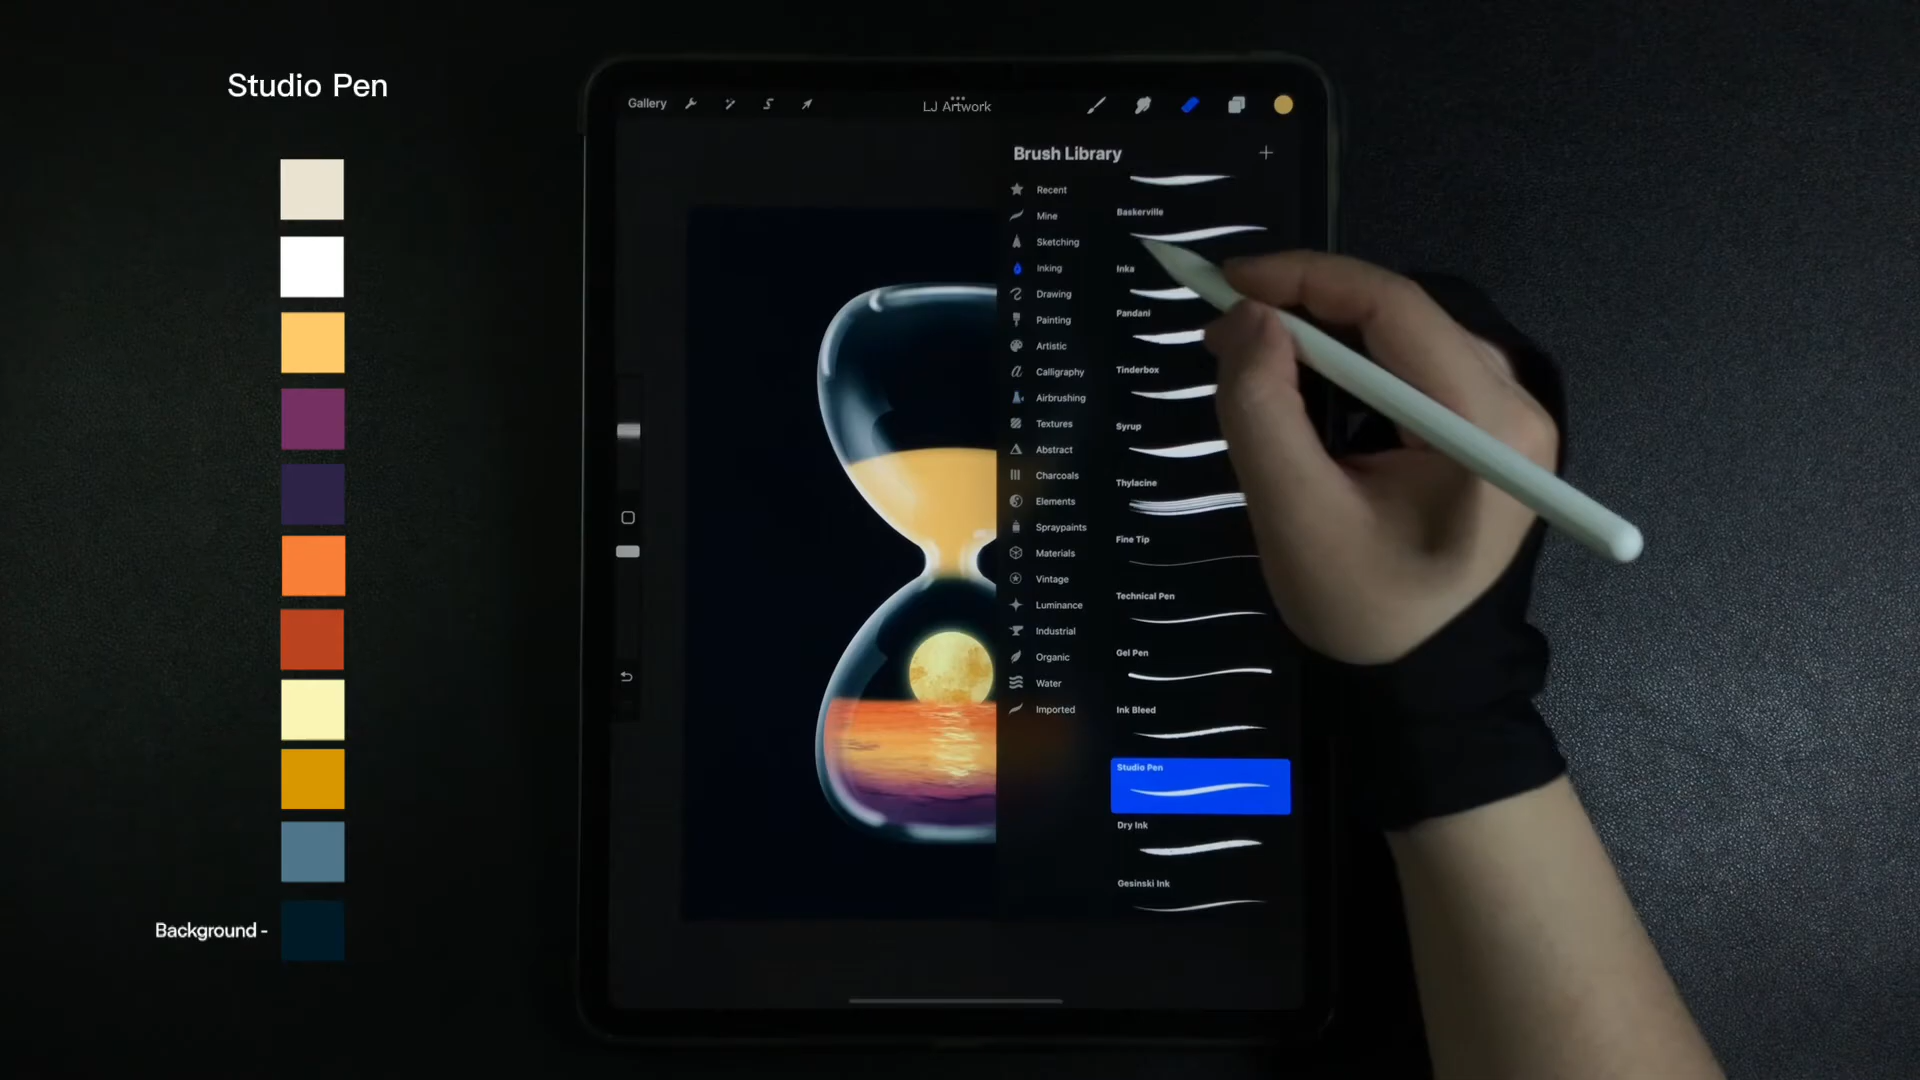 Studio Pen
Background -
Gallery
LJ Artwork
Brush Library
Recent
Mine
Sketching
Inking
Drawing
Painting
Artistic
Calligraphy
Airbrushing
Textures
Abstract
Charcoals
Elements
Spraypaints
Materials
Vintage
Luminance
Industrial
Organic
Water
Imported
Baskerville
Inka
Pandani
Tinderbox
Syrup
Thylacine
Fine Tip
Technical Pen
Gel Pen
Ink Bleed
Studio Pen
Dry Ink
Gesinski Ink